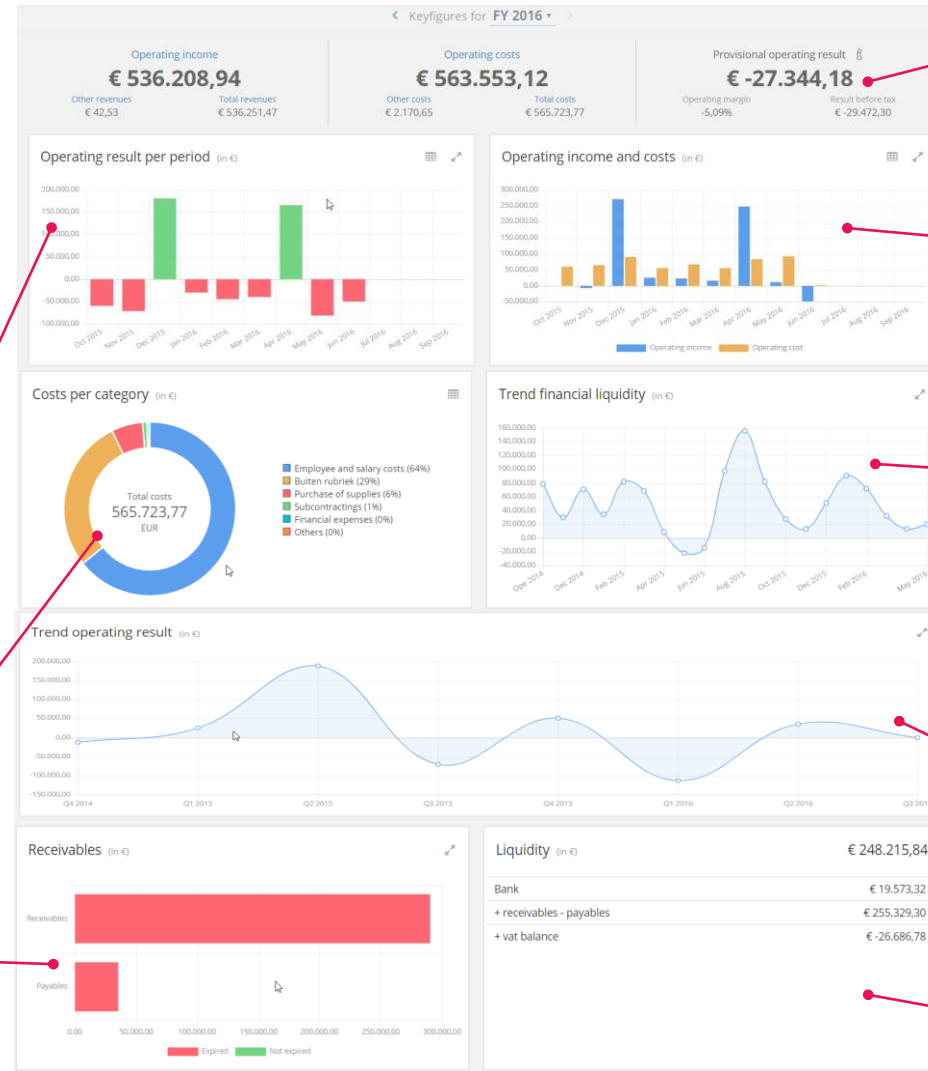 Keyfigures for FY 2016
Operating income
€ 536.208,94
Other revenues
€ 42,53
Total revenues
€ 536.251,47
Operating costs
€ 563.553,12
Other costs
€ 2.170,65
Total costs
€ 565.723,77
Provisional operating result
€ -27.344,18
Operating margin
-5,09%
Result before tax
€ -29.472,30
Operating result per period (in €)
200.000,00
150.000,00
50.000,00
0,00
-50.000,00
-100.000,00
Oct 2015 Nov 2015 Dec 2015 Jan 2016 Feb 2016 Mar 2016 Apr 2016 May 2016 Jun 2016 Jul 2016 Aug 2016 Sep 2016
Operating income and costs (in €)
300.000,00
250.000,00
200.000,00
150.000,00
100.000,00
50.000,00
0,00
-50.000,00
Oct 2015 Nov 2015 Dec 2015 Jan 2016 Feb 2016 Mar 2016 Apr 2016 May 2016 Jun 2016 Jul 2016 Aug 2016 Sep 2016
Operating income Operating cost
Costs per category (in €)
Total costs
565.723,77
EUR
Employee and salary costs (64%)
Buiten rubriek (29%)
Purchase of supplies (6%)
Subcontractings (1%)
Financial expenses (0%)
Others (0%)
Trend financial liquidity (in €)
160.000,00
140.000,00
120.000,00
100.000,00
80.000,00
60.000,00
40.000,00
20.000,00
0,00
-20.000,00
-40.000,00
Ope 2014 Dec 2014 Feb 2015 Apr 2015 Jun 2015 Aug 2015 Oct 2015 Dec 2015 Feb 2016 May 2016
Trend operating result (in €)
200.000,00
150.000,00
100.000,00
50.000,00
0,00
-50.000,00
-100.000,00
-150.000,00
Q4 2014 Q1 2015 Q2 2015 Q3 2015 Q4 2015 Q1 2016 Q2 2016 Q3 201
Receivables (in €)
Receivables
Payables
0,00 50.000,00 100.000,00 150.000,00 200.000,00 250.000,00 300.000,00
Expired Not expired
Liquidity (in €) € 248.215,84
Bank € 19.573,32
+ receivables - payables € 255.329,30
+ vat balance € -26.686,78